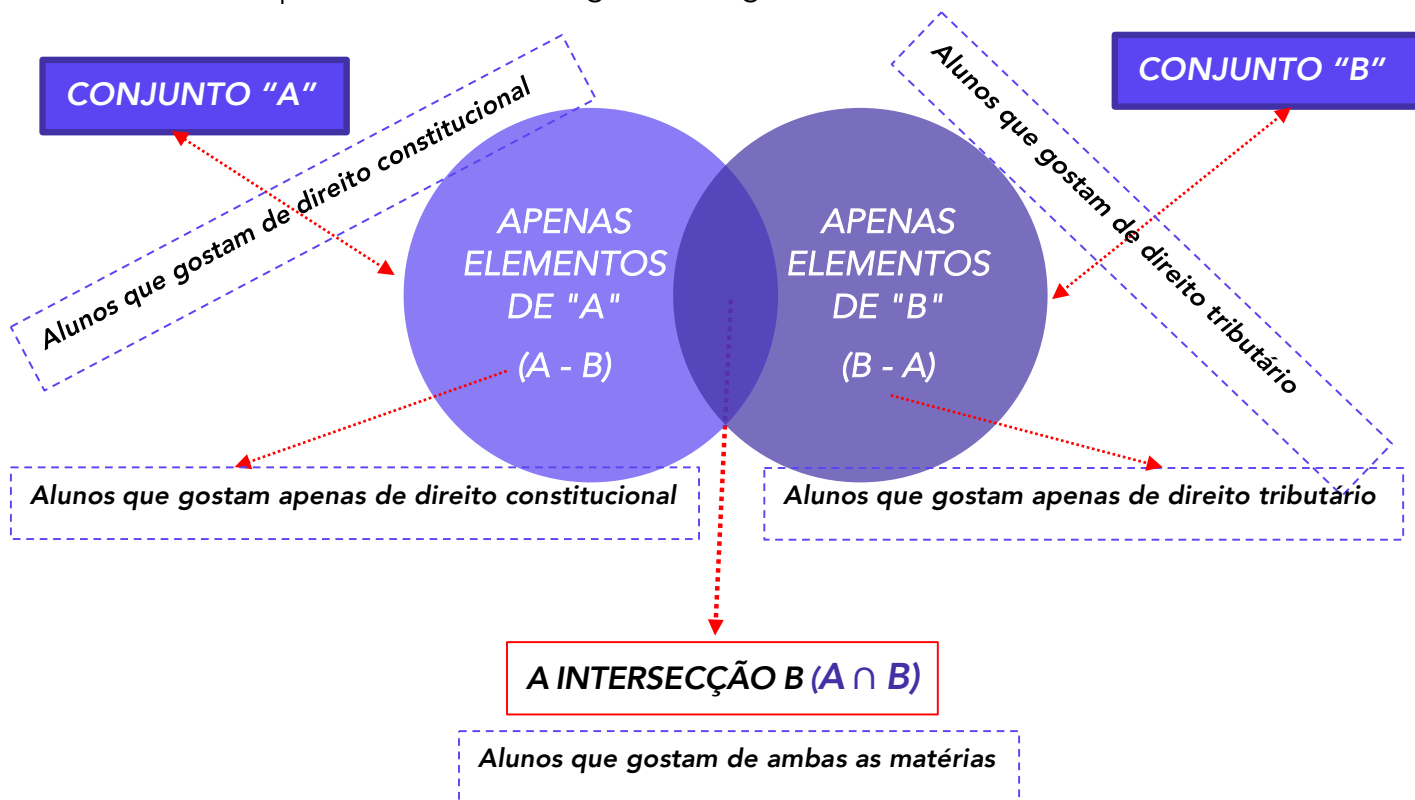 CONJUNTO “A”
CONJUNTO “B”
Alunos que gostam de direito constitucional
Alunos que gostam de direito tributário
APENAS
ELEMENTOS
DE "A"
(A - B)
APENAS
ELEMENTOS
DE "B"
(B - A)
Alunos que gostam apenas de direito constitucional
Alunos que gostam apenas de direito tributário
A INTERSECÇÃO B (A ∩ B)
Alunos que gostam de ambas as matérias